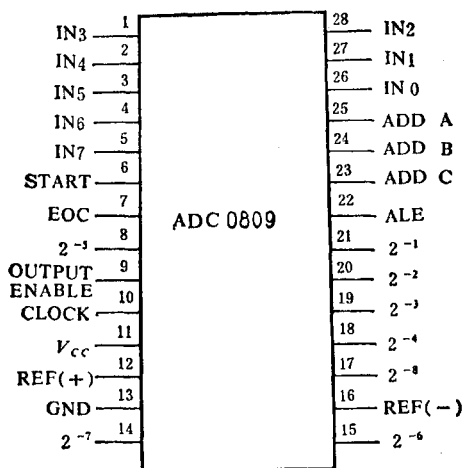 1 IN3
2 IN4
3 IN5
4 IN6
5 IN7
6 START
7 EOC
8 2⁻⁵
9 OUTPUT
ENABLE
10 CLOCK
11 Vcc
12 REF(+)
13 GND
14 2⁻⁷
ADC 0809
28 IN2
27 IN1
26 IN 0
25 ADD A
24 ADD B
23 ADD C
22 ALE
21 2⁻¹
20 2⁻²
19 2⁻³
18 2⁻⁴
17 2⁻⁸
16 REF(−)
15 2⁻⁶